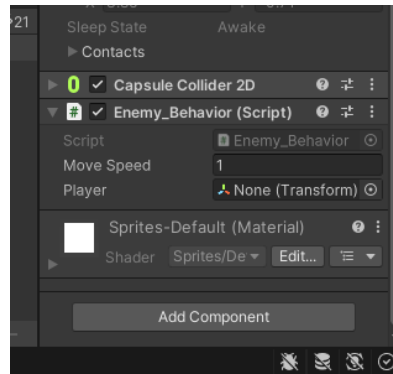 21
Sleep State Awake
Contacts
Capsule Collider 2D
# Enemy_Behavior (Script)
Script Enemy_Behavior
Move Speed 1
Player None (Transform)
Sprites-Default (Material)
Shader Sprites/De Edit...
Add Component